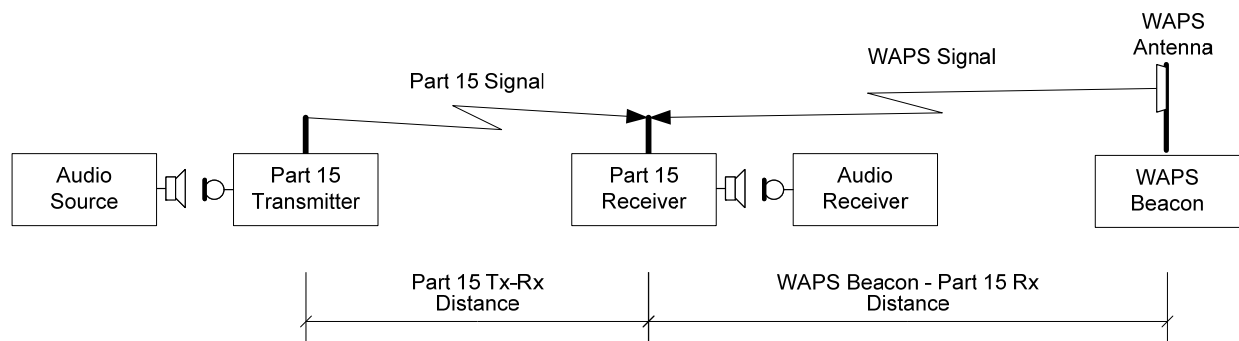 WAPS
Antenna
WAPS Signal
Part 15 Signal
Audio
Source
Part 15
Transmitter
Part 15
Receiver
Audio
Receiver
WAPS
Beacon
Part 15 Tx-Rx
Distance
WAPS Beacon - Part 15 Rx
Distance